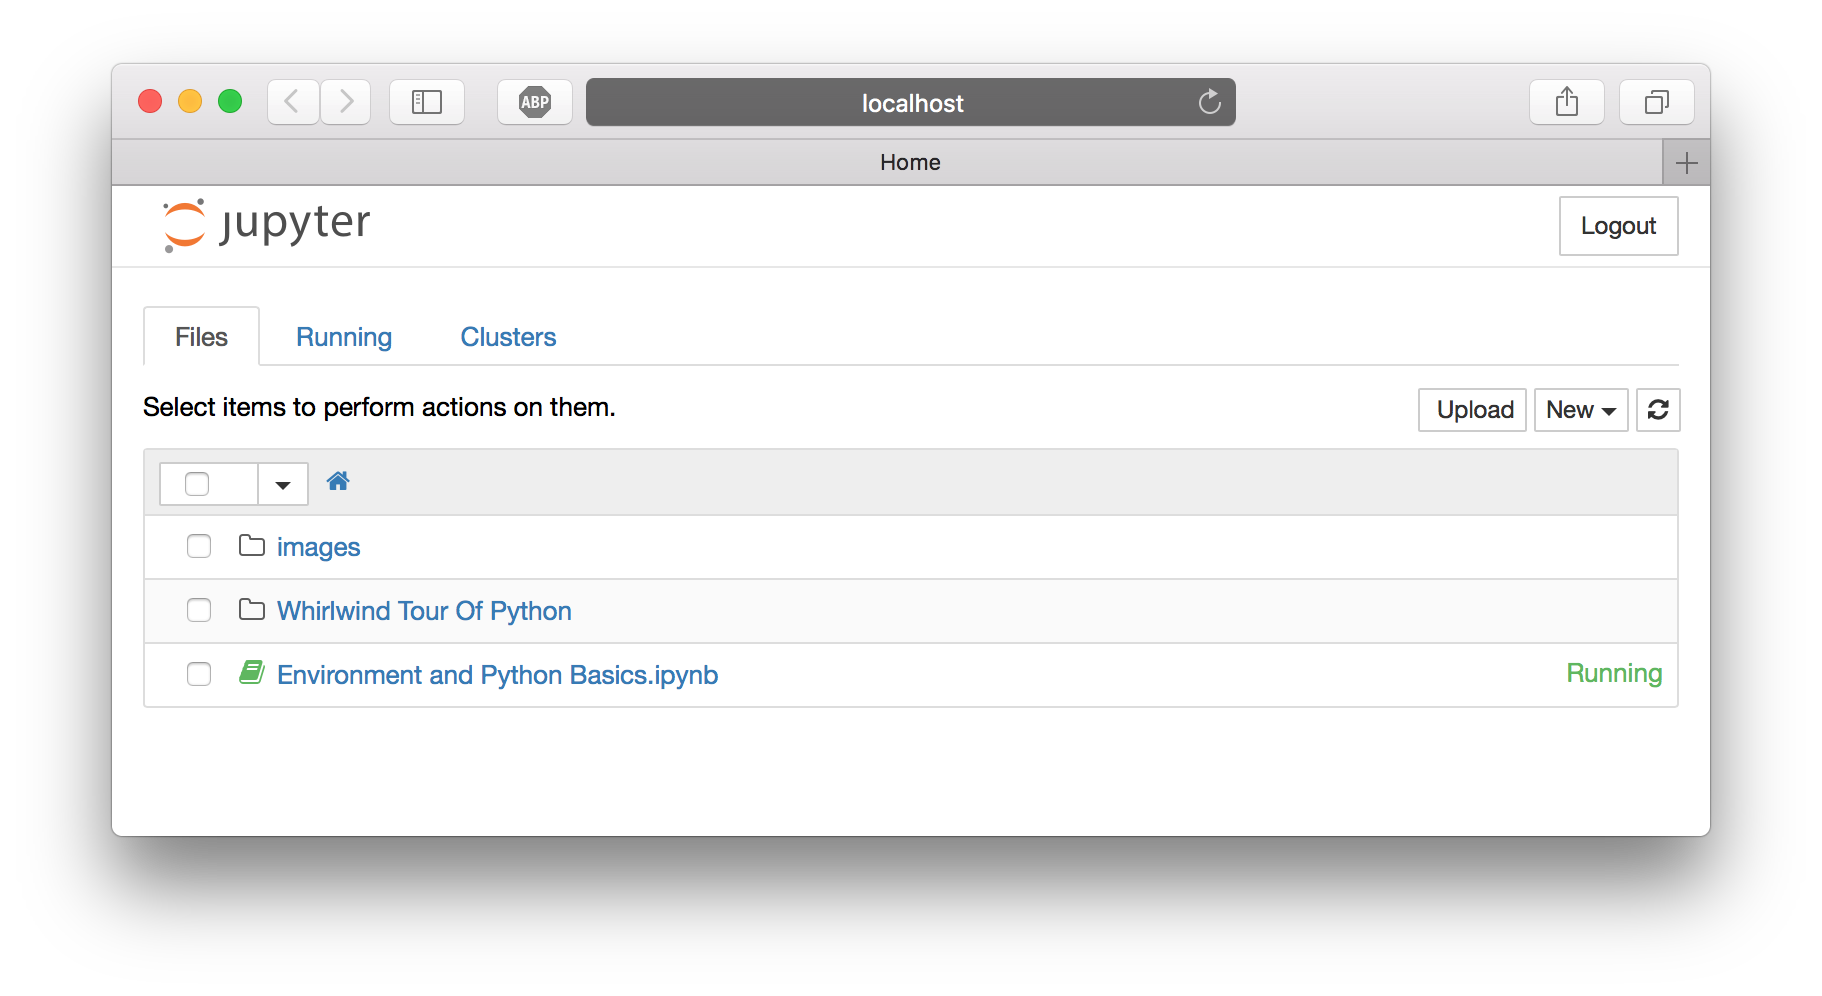 ABP
localhost
Home
jupyter
Logout
Files Running Clusters
Select items to perform actions on them.
Upload New
images
Whirlwind Tour Of Python
Environment and Python Basics.ipynb Running